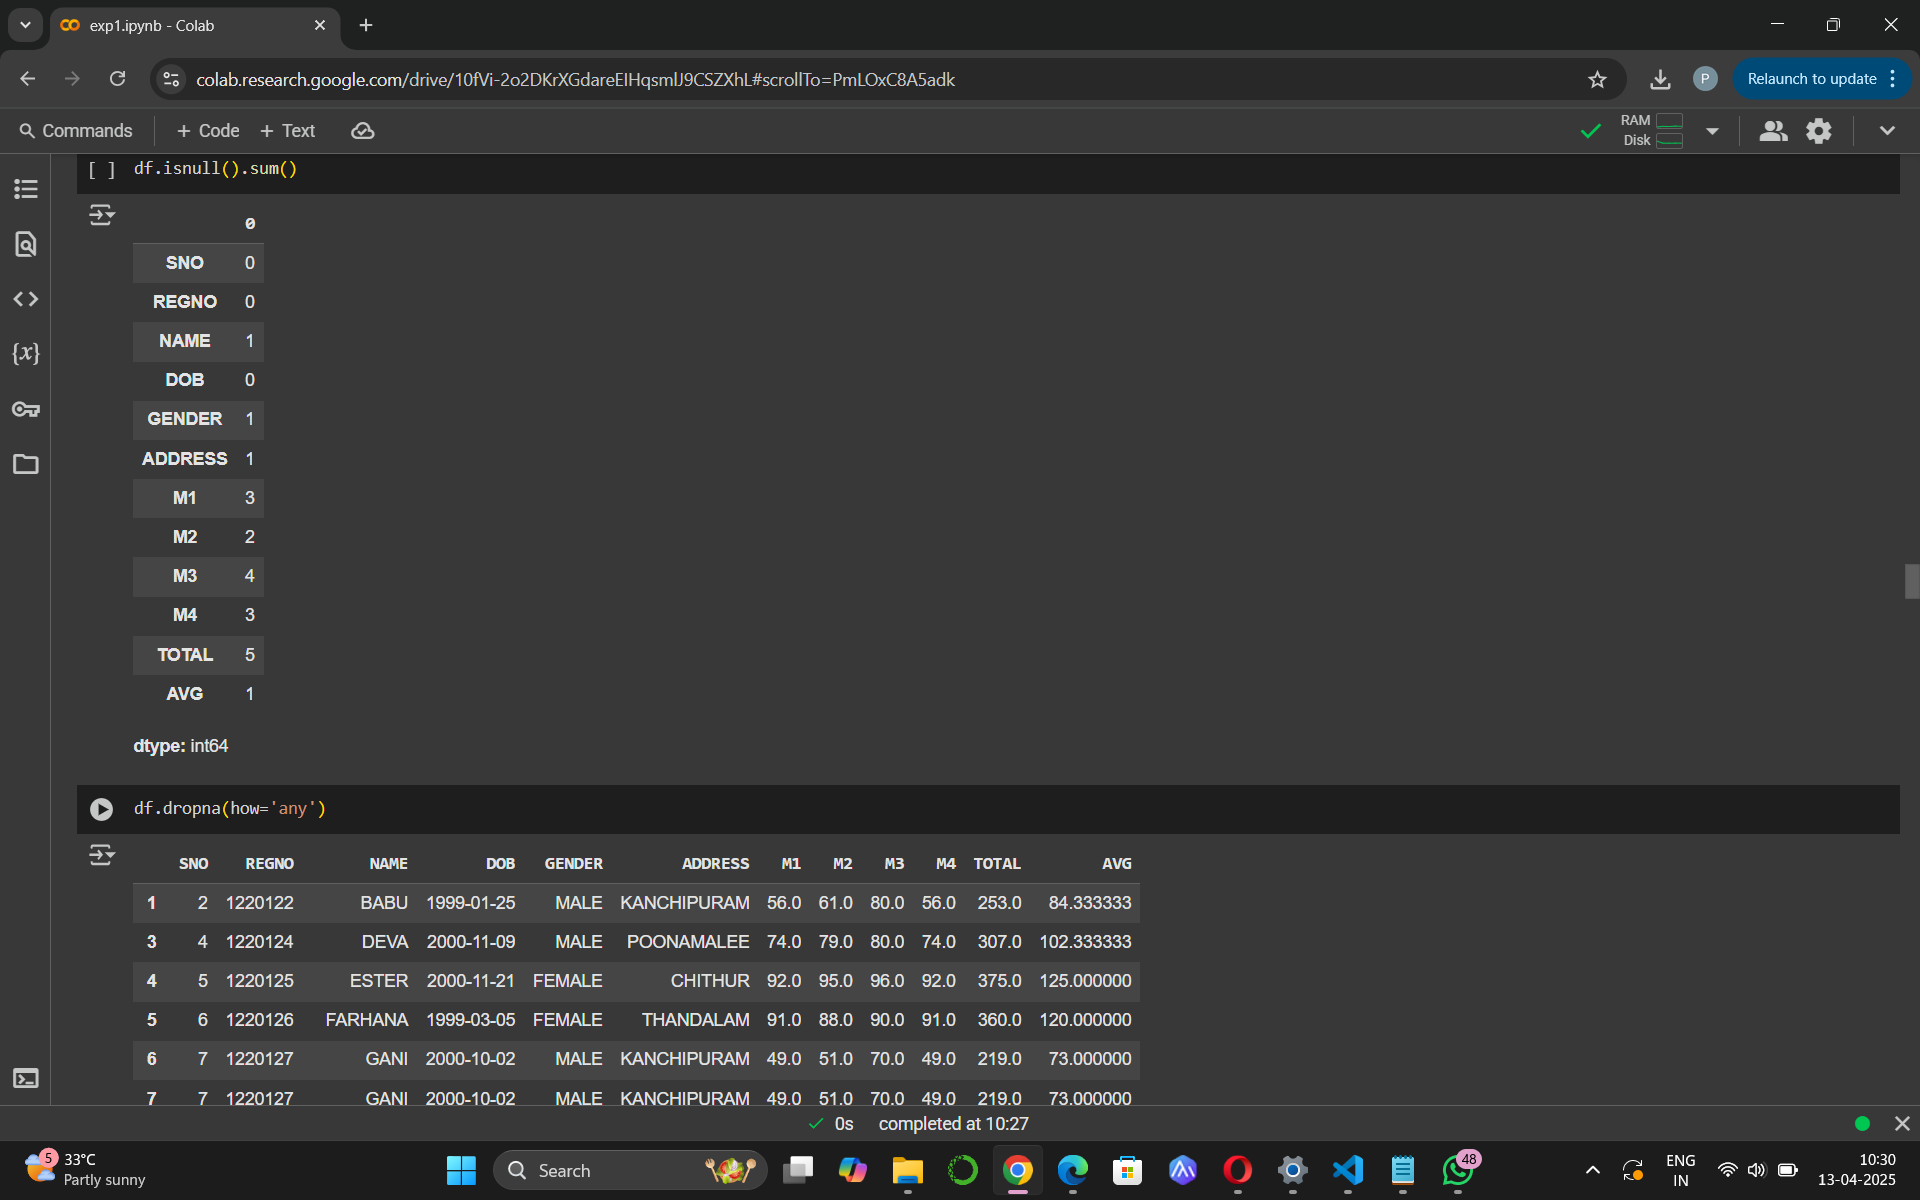 exp1.ipynb - Colab
colab.research.google.com/drive/10fVi-2o2DKrXGdareEIHqsmlJ9CSZXhL#scrollTo=PmLOxC8A5adk
P
Relaunch to update
Commands
+ Code + Text
RAM
Disk
[ ] df.isnull().sum()
0
SNO 0
REGNO 0
NAME 1
DOB 0
GENDER 1
ADDRESS 1
M1 3
M2 2
M3 4
M4 3
TOTAL 5
AVG 1
dtype: int64
df.dropna(how='any')
SNO REGNO NAME DOB GENDER ADDRESS M1 M2 M3 M4 TOTAL AVG
1 2 1220122 BABU 1999-01-25 MALE KANCHIPURAM 56.0 61.0 80.0 56.0 253.0 84.333333
3 4 1220124 DEVA 2000-11-09 MALE POONAMALEE 74.0 79.0 80.0 74.0 307.0 102.333333
4 5 1220125 ESTER 2000-11-21 FEMALE CHITHUR 92.0 95.0 96.0 92.0 375.0 125.000000
5 6 1220126 FARHANA 1999-03-05 FEMALE THANDALAM 91.0 88.0 90.0 91.0 360.0 120.000000
6 7 1220127 GANI 2000-10-02 MALE KANCHIPURAM 49.0 51.0 70.0 49.0 219.0 73.000000
7 7 1220127 GANI 2000-10-02 MALE KANCHIPURAM 49.0 51.0 70.0 49.0 219.0 73.000000
0s completed at 10:27
5
33°C
Partly sunny
Search
48
ENG
IN
10:30
13-04-2025